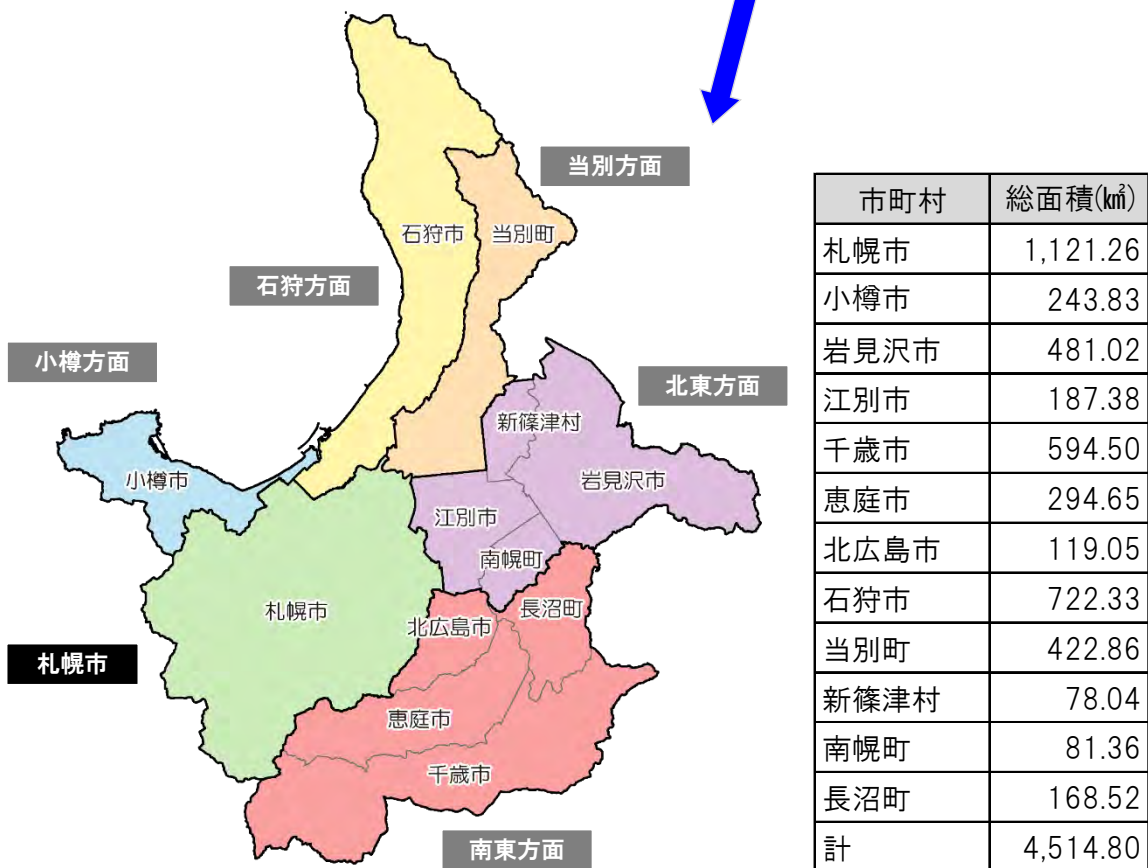 当別方面
石狩市
当別町
石狩方面
小樽方面
北東方面
新篠津村
小樽市
岩見沢市
江別市
南幌町
札幌市
長沼町
北広島市
札幌市
恵庭市
千歳市
南東方面
市町村 総面積(㎢)
札幌市 1,121.26
小樽市 243.83
岩見沢市 481.02
江別市 187.38
千歳市 594.50
恵庭市 294.65
北広島市 119.05
石狩市 722.33
当別町 422.86
新篠津村 78.04
南幌町 81.36
長沼町 168.52
計 4,514.80